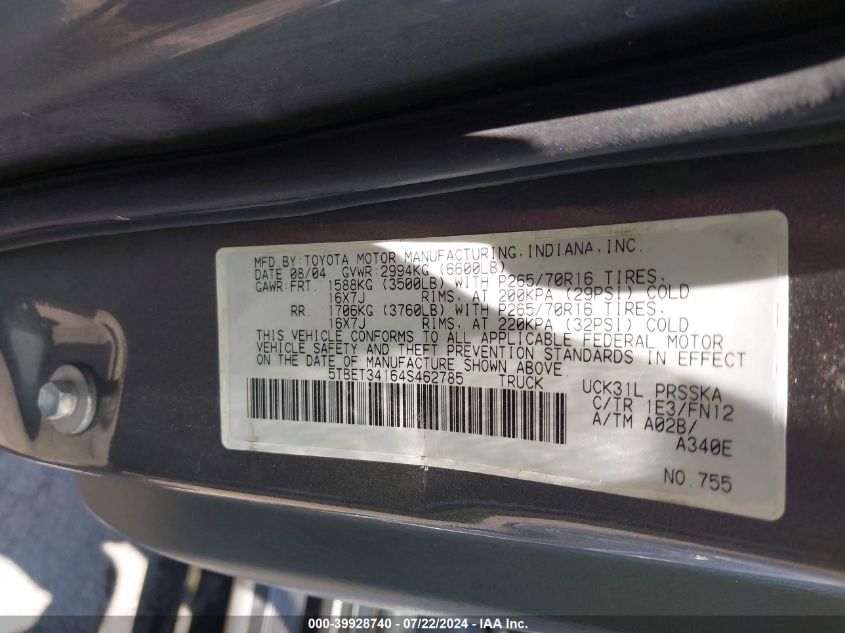 MFD.BY:TOYOTA MOTOR MANUFACTURING,INDIANA,INC.
DATE 08/04 GVWR:2994KG (6600LB)
GAWR:FRT. 1588KG (3500LB) WITH P265/70R16 TIRES,
16X7J RIMS, AT 200KPA (29PSI) COLD
RR. 1706KG (3760LB) WITH P265/70R16 TIRES,
16X7J RIMS, AT 220KPA (32PSI) COLD
THIS VEHICLE CONFORMS TO ALL APPLICABLE FEDERAL MOTOR
VEHICLE SAFETY AND THEFT PREVENTION STANDARDS IN EFFECT
ON THE DATE OF MANUFACTURE SHOWN ABOVE.
5TBET34164S462785 TRUCK
UCK31L PRSSKA
C/TR 1E3/FN12
A/TM A02B/
A340E
NO.755
000-39928740 - 07/22/2024 - IAA Inc.